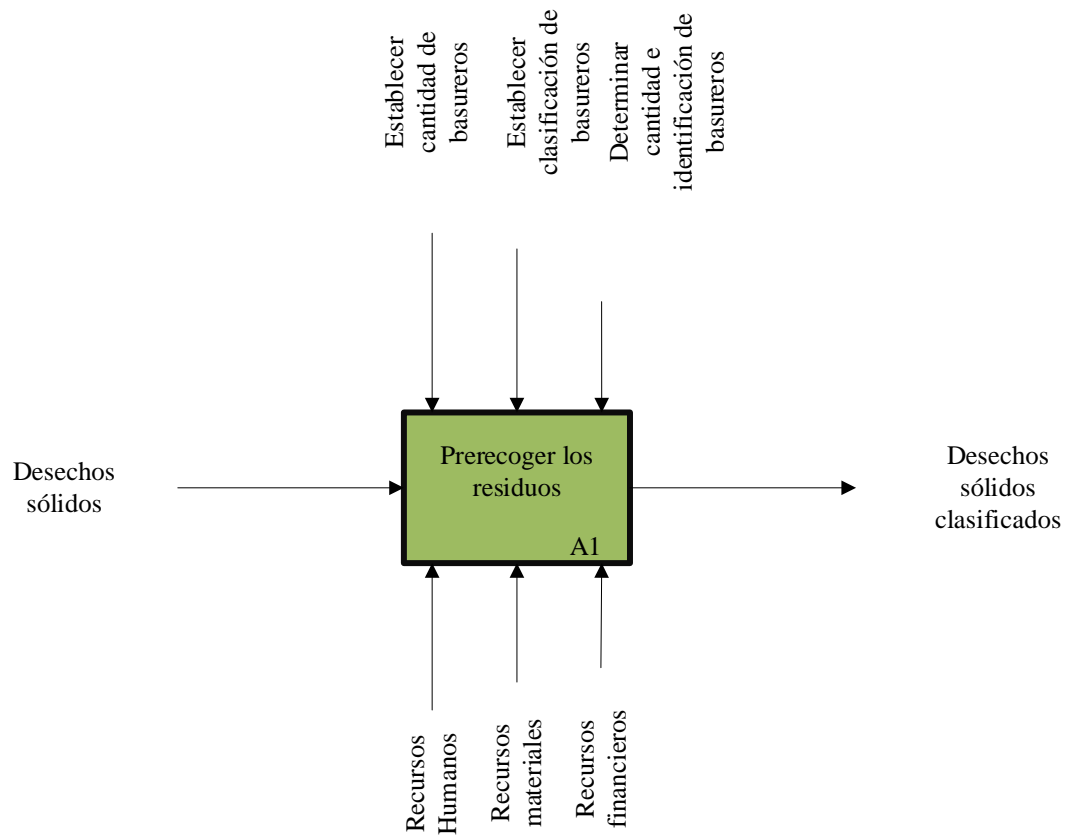 Establecer
cantidad de
basureros
Establecer
clasificación de
basureros
Determinar
cantidad e
identificación de
basureros
Desechos
sólidos
Prerecoger los
residuos
A1
Desechos
sólidos
clasificados
Recursos
Humanos
Recursos
materiales
Recursos
financieros